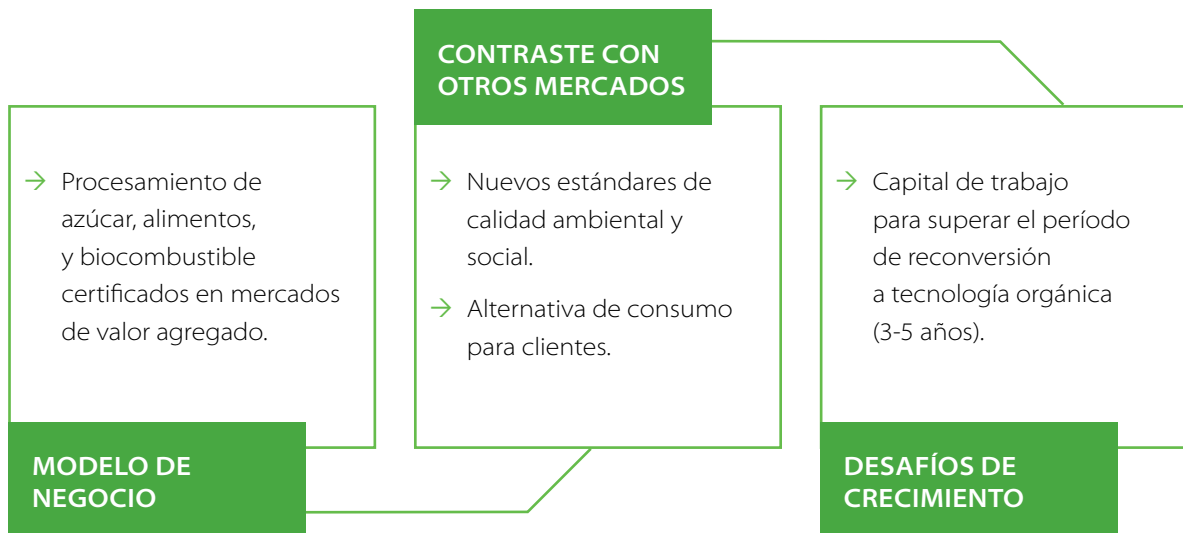 → Procesamiento de
azúcar, alimentos,
y biocombustible
certificados en mercados
de valor agregado.
MODELO DE
NEGOCIO
CONTRASTE CON
OTROS MERCADOS
→ Nuevos estándares de
calidad ambiental y
social.
→ Alternativa de consumo
para clientes.
→ Capital de trabajo
para superar el período
de reconversión
a tecnología orgánica
(3-5 años).
DESAFÍOS DE
CRECIMIENTO